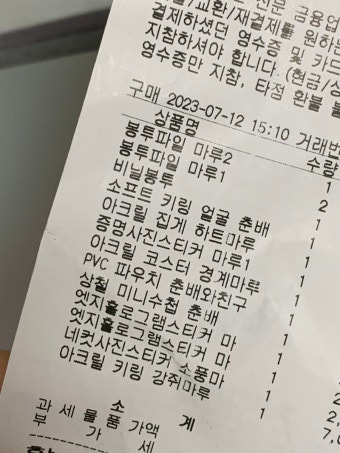 /교환/재결제를 원하는
결제하셨던 영수증 및 카드
지참하셔야 합니다.(현금/상
영수증만 지참, 타점 환불 불
구매 2023-07-12 15:10 거래번
상품명 수량
봉투파일 마루2 1
봉투파일 마루1 2
비닐봉투 1
소프트 키링 얼굴 춘배 1
아크릴 집게 하트마루 1
증명사진스티커 마루1 1
아크릴 코스터 경계마루 1
PVC 파우치 춘배와친구 1
상철 미니수첩 춘배 1
엣지홀로그램스티커 마 1
엣지홀로그램스티커 마 1
네컷사진스티커 소풍마 1
아크릴 키링 강쥐마루 1
소 계
과세물품가액
부 가 세